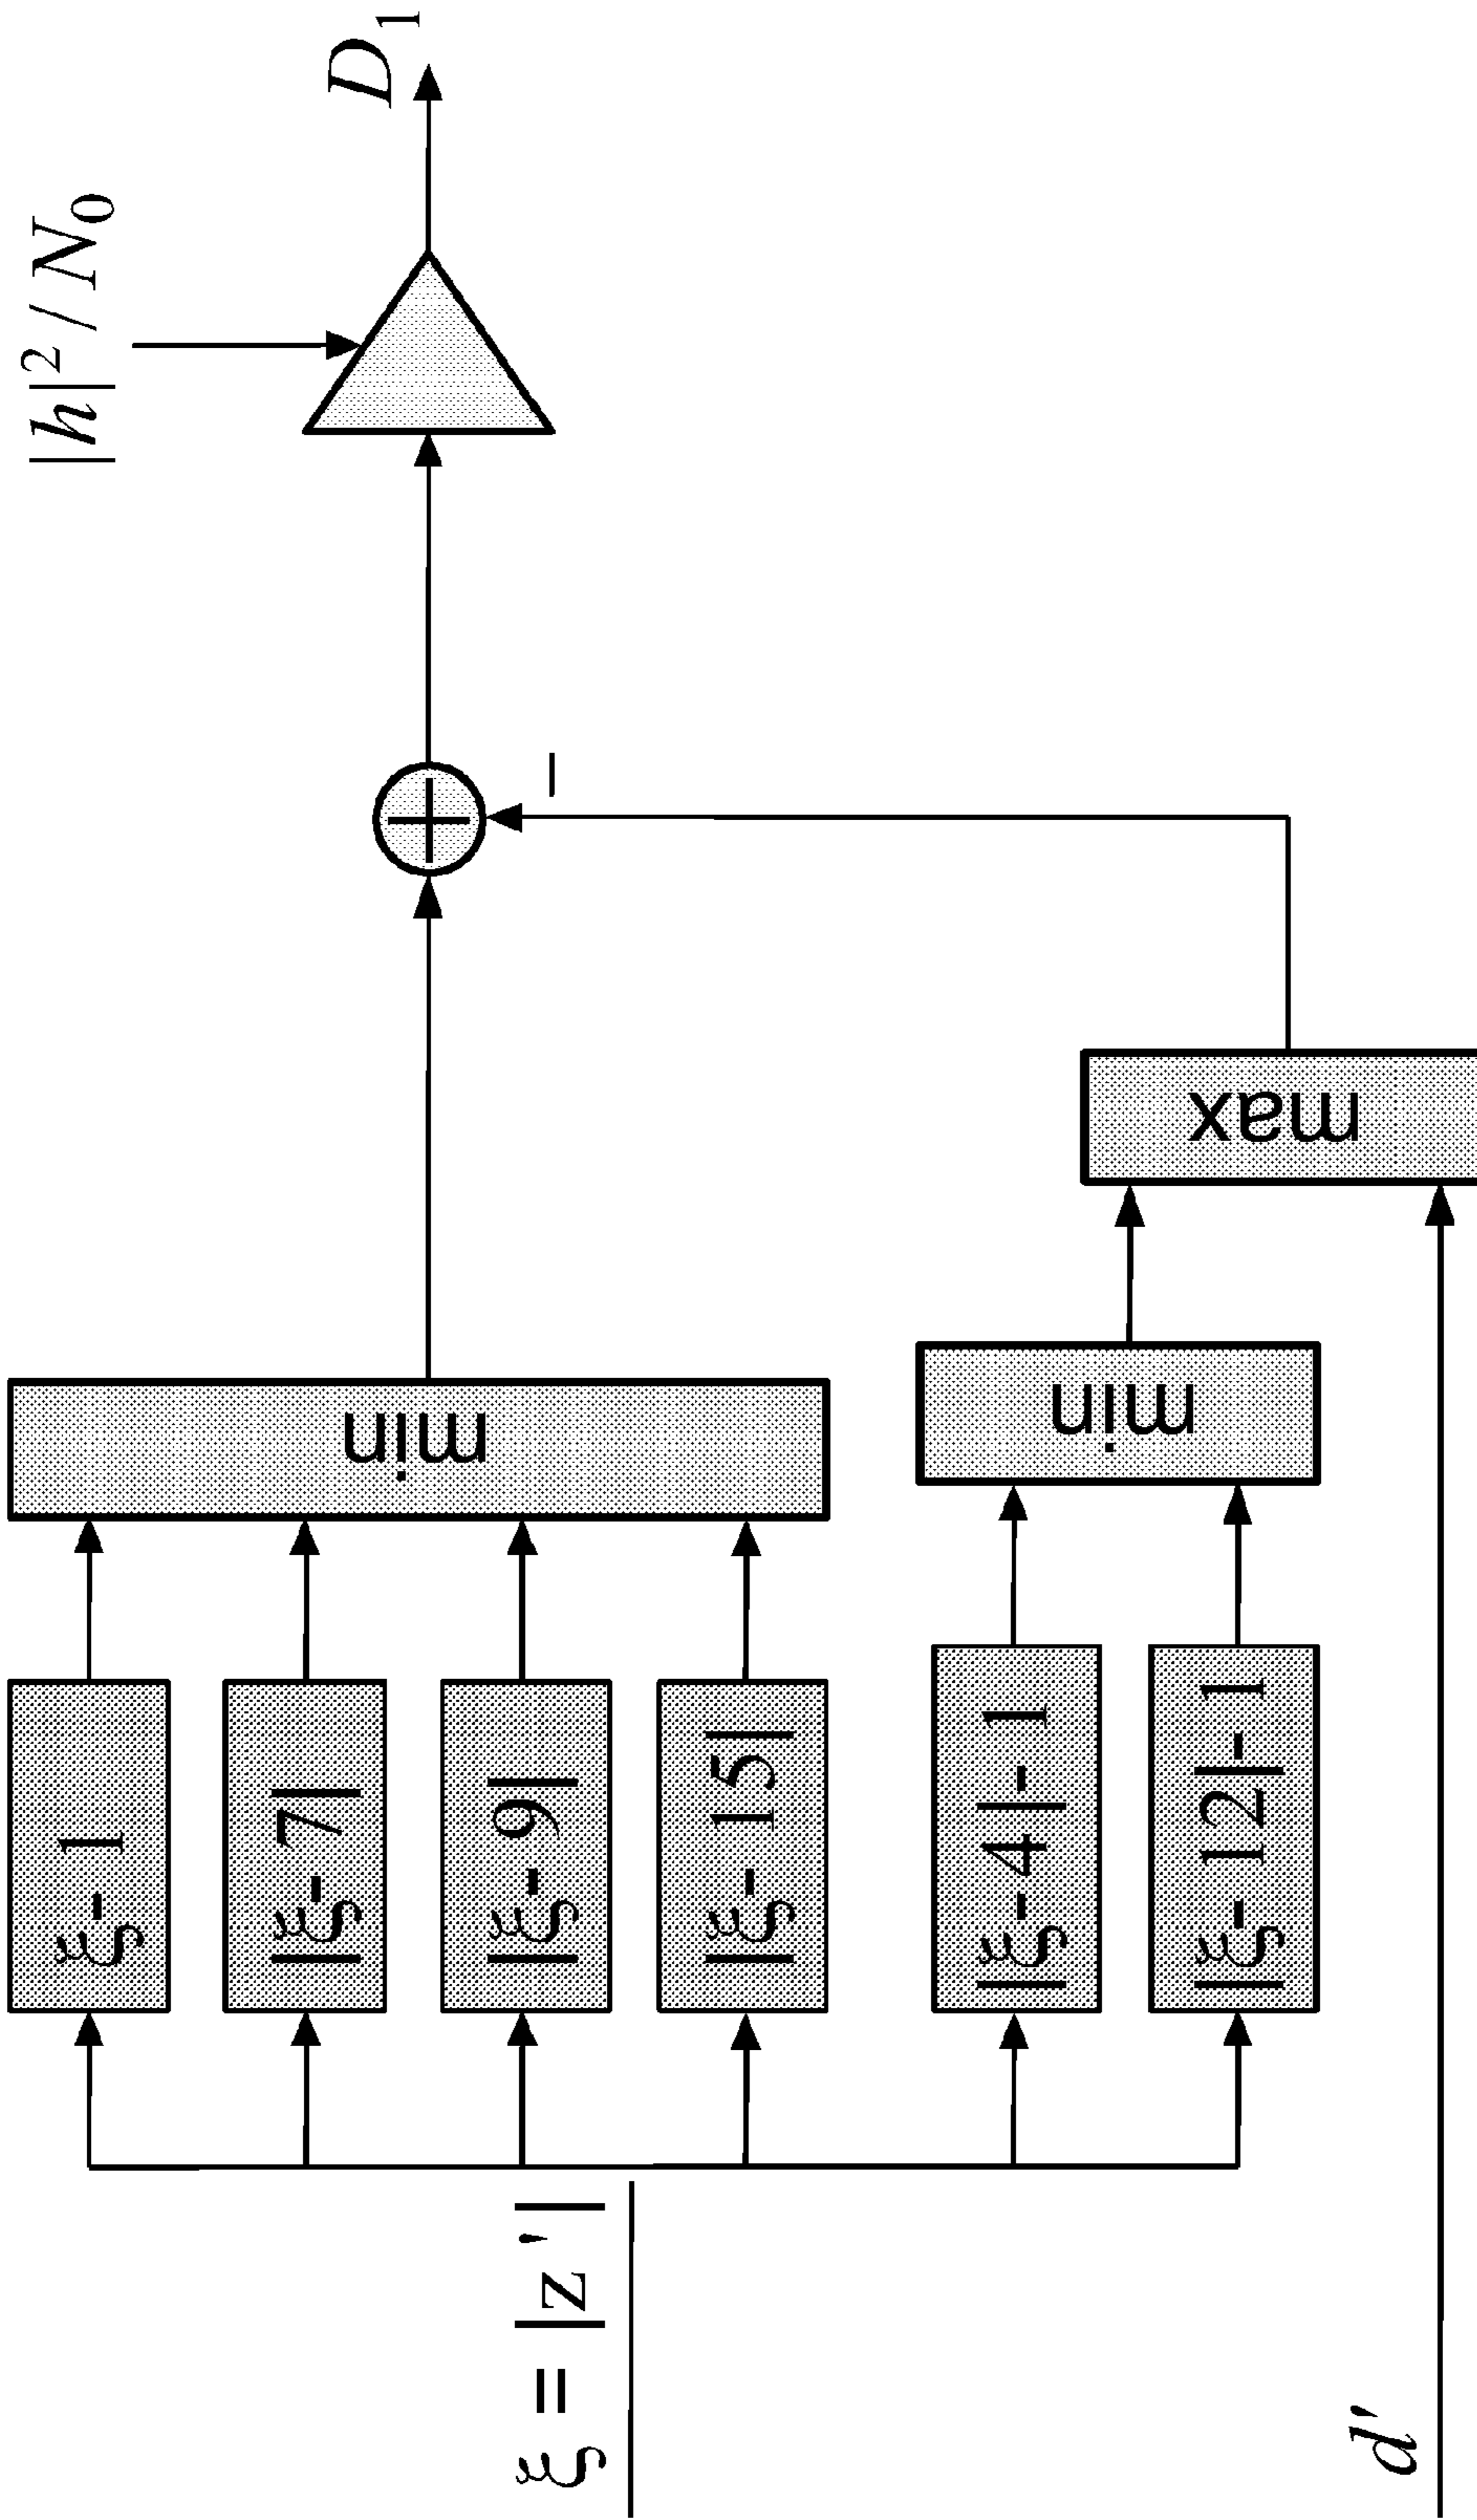 ξ = |z'|
d'
ξ- 1
|ξ- 7|
|ξ- 9|
|ξ- 15|
|ξ- 4|- 1
|ξ- 12|- 1
min
min
max
+
−
|h|² / N₀
D₁